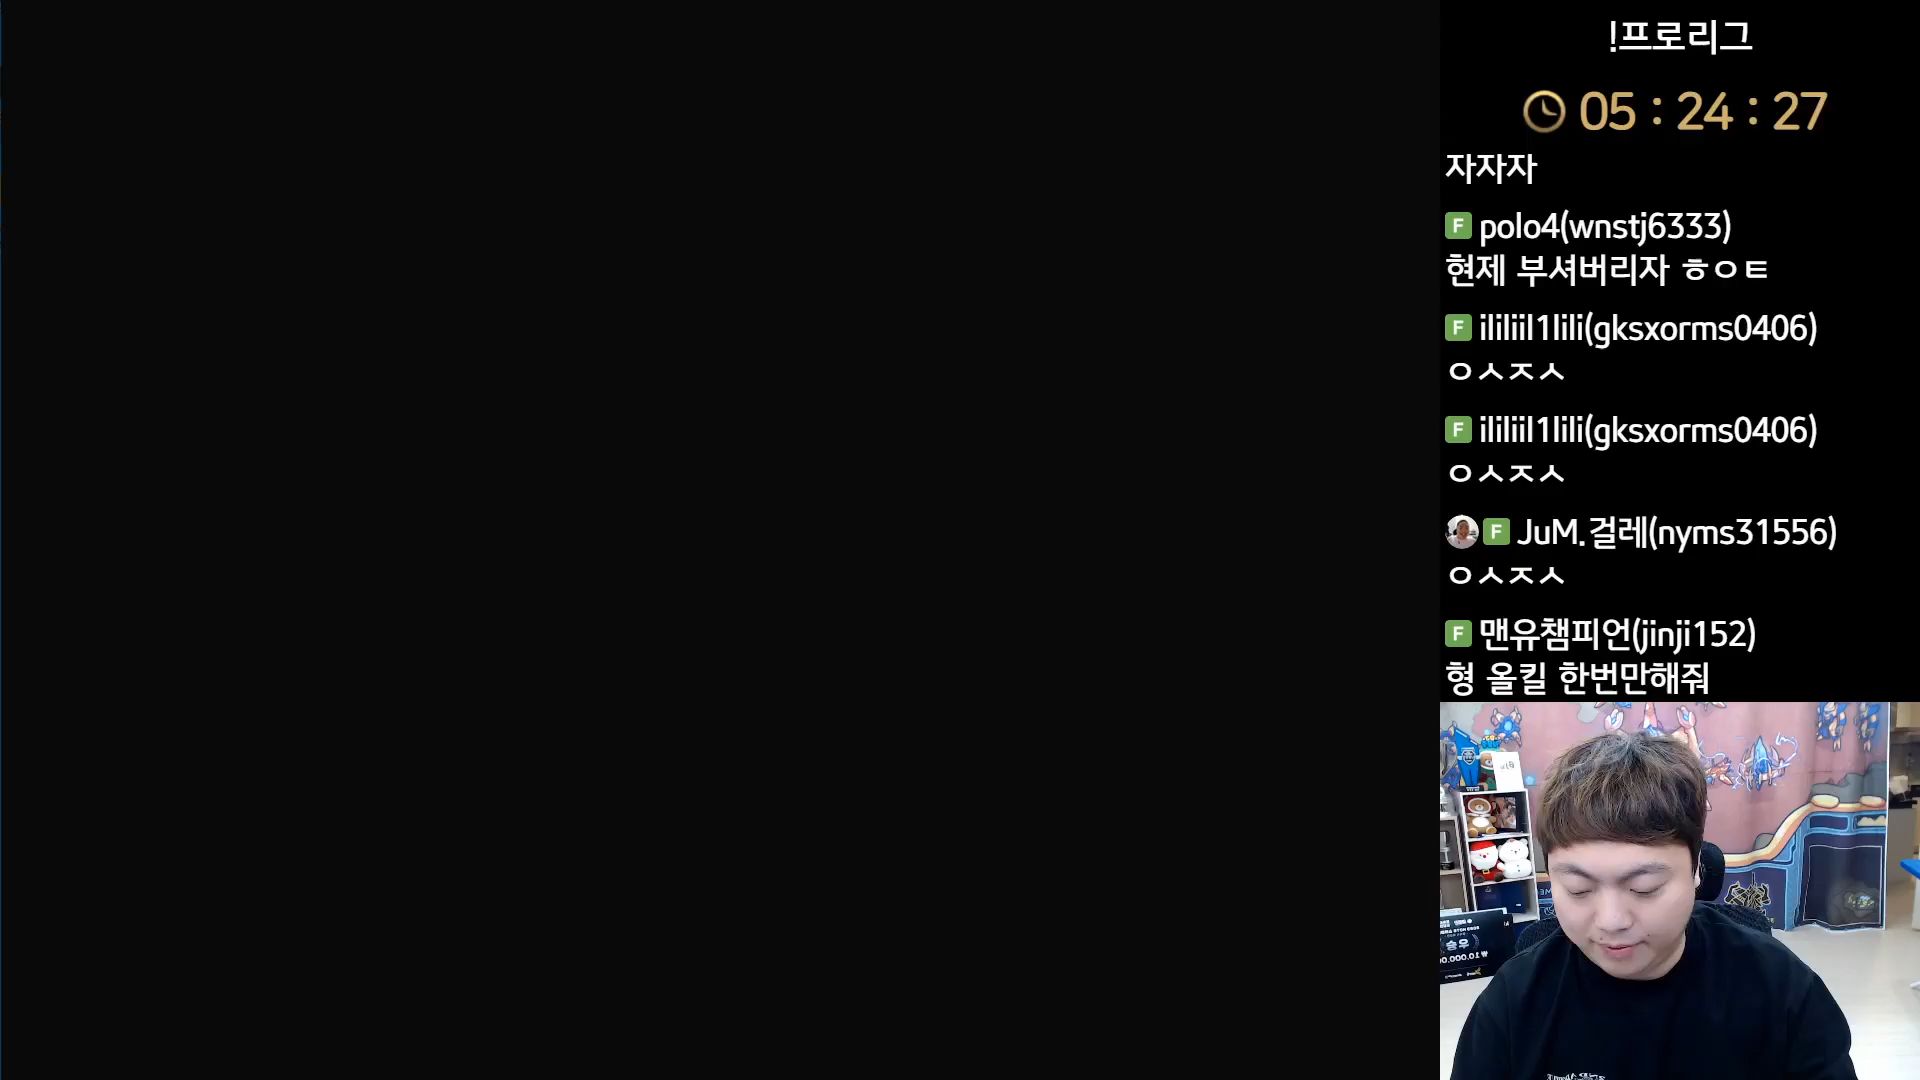 !프로리그
05 : 24 : 27
자자자
F polo4(wnstj6333)
현제 부셔버리자 ㅎㅇㅌ
F ililiil1lili(gksxorms0406)
ㅇㅅㅈㅅ
F ililiil1lili(gksxorms0406)
ㅇㅅㅈㅅ
F JuM.걸레(nyms31556)
ㅇㅅㅈㅅ
F 맨유챔피언(jinji152)
형 올킬 한번만해줘